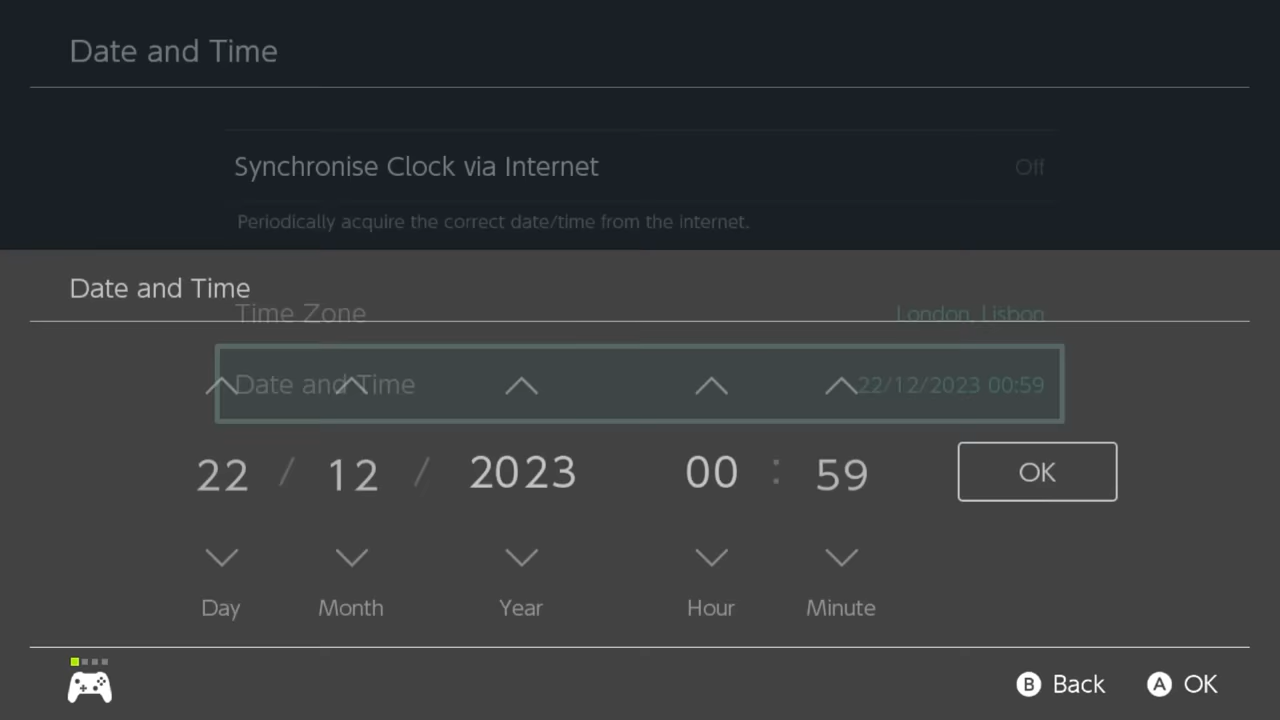 Date and Time
Synchronise Clock via Internet Off
Periodically acquire the correct date/time from the internet.
Date and Time
Time Zone London, Lisbon
Date and Time 22/12/2023 00:59
22 / 12 / 2023 00 : 59 OK
Day Month Year Hour Minute
B Back A OK